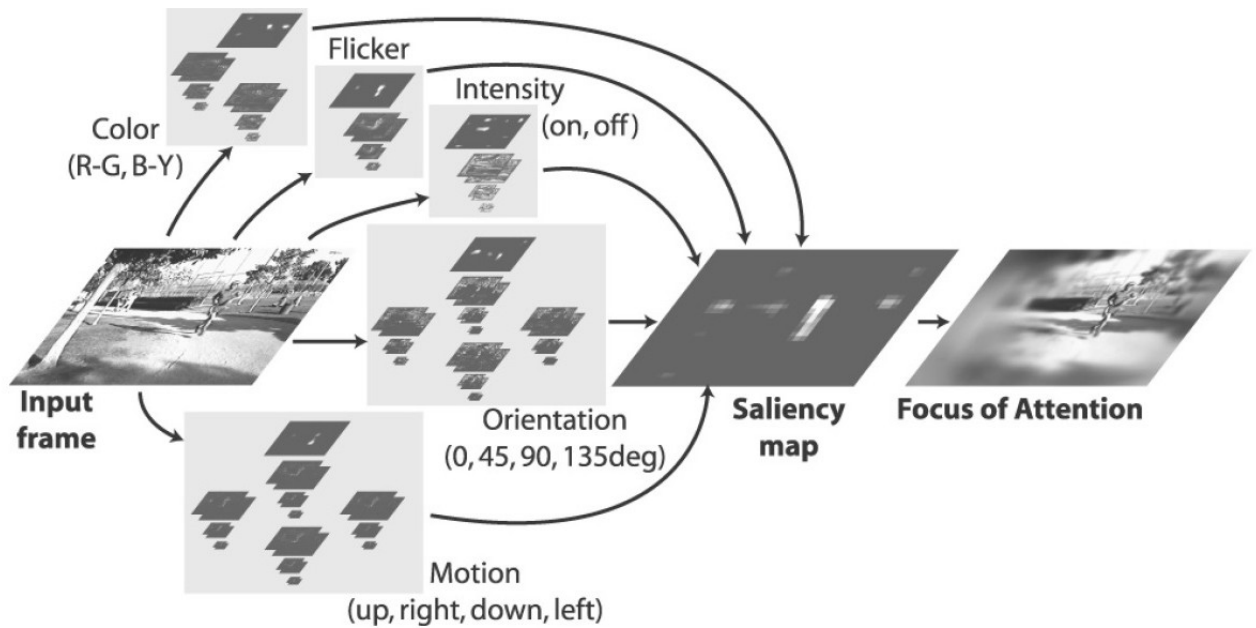 Flicker
Intensity
(on, off)
Color
(R-G, B-Y)
Input
frame
Orientation
(0, 45, 90, 135deg)
Saliency
map
Focus of Attention
Motion
(up, right, down, left)